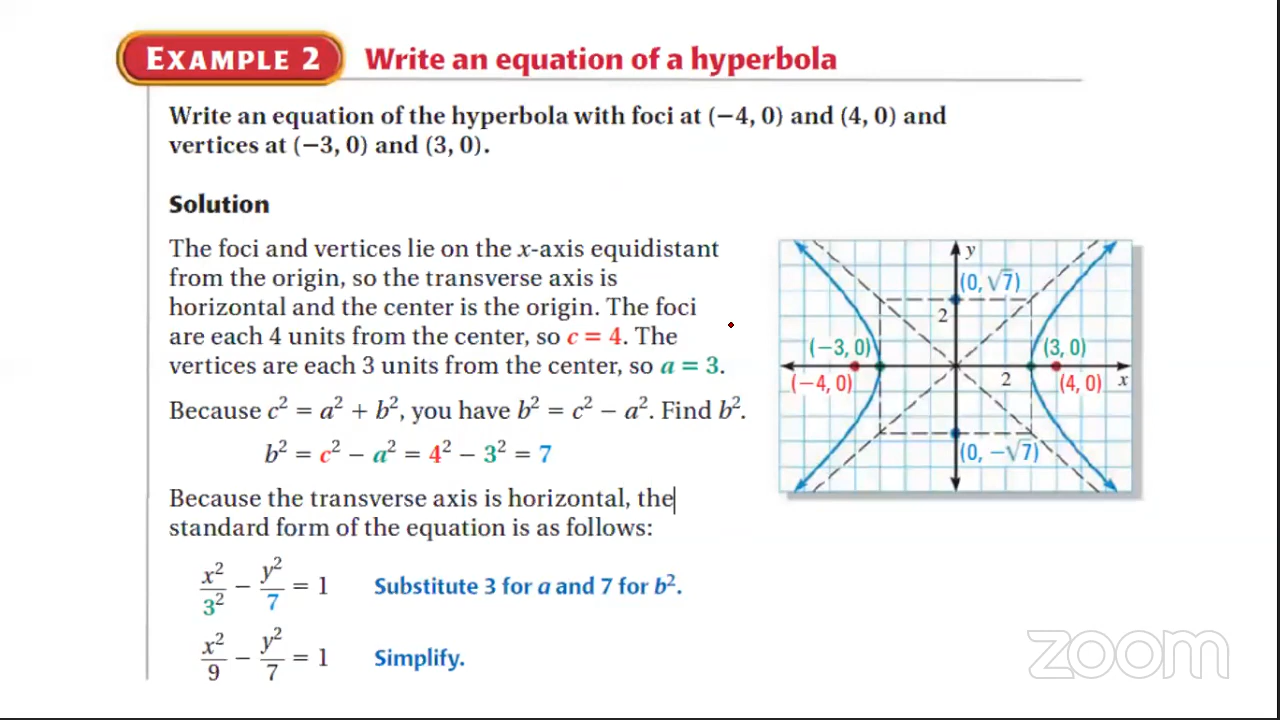 EXAMPLE 2 Write an equation of a hyperbola
Write an equation of the hyperbola with foci at (−4, 0) and (4, 0) and
vertices at (−3, 0) and (3, 0).
Solution
The foci and vertices lie on the x-axis equidistant
from the origin, so the transverse axis is
horizontal and the center is the origin. The foci
are each 4 units from the center, so c = 4. The
vertices are each 3 units from the center, so a = 3.
Because c² = a² + b², you have b² = c² − a². Find b².
b² = c² − a² = 4² − 3² = 7
Because the transverse axis is horizontal, the
standard form of the equation is as follows:
x²/3² − y²/7 = 1 Substitute 3 for a and 7 for b².
x²/9 − y²/7 = 1 Simplify.
y
(0, √7)
2
(−3, 0) (3, 0)
(−4, 0) 2 (4, 0) x
(0, −√7)
zoom